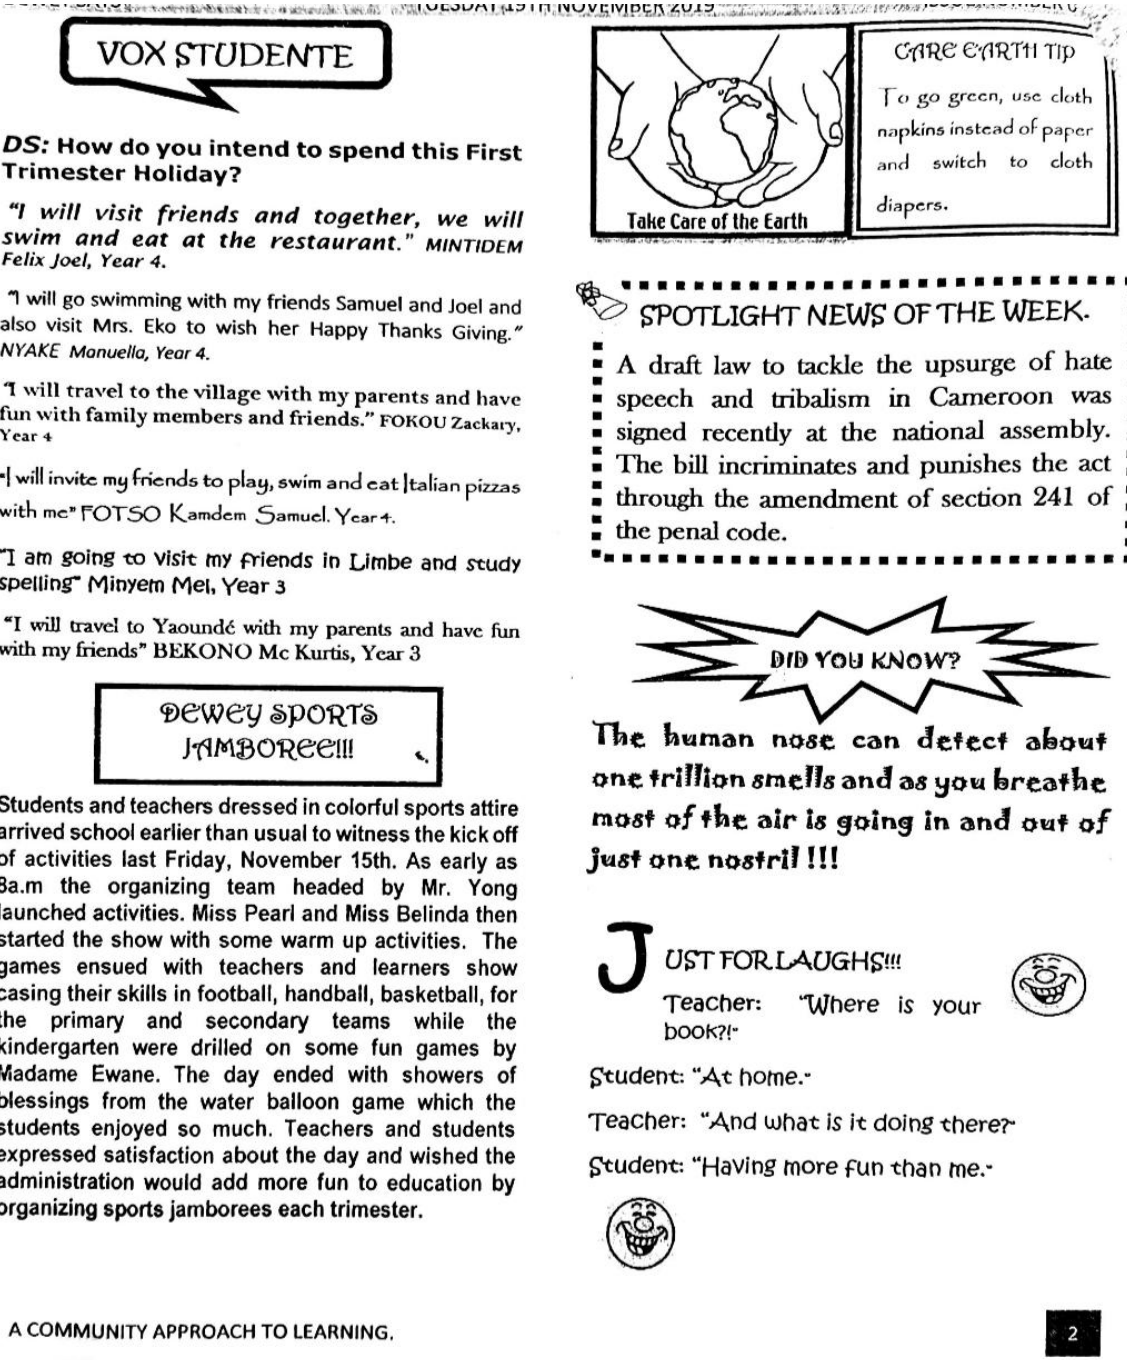 TUESDAY 19TH NOVEMBER 2019
VOX STUDENTE
DS: How do you intend to spend this First
Trimester Holiday?
"I will visit friends and together, we will
swim and eat at the restaurant." MINTIDEM
Felix Joel, Year 4.
"I will go swimming with my friends Samuel and Joel and
also visit Mrs. Eko to wish her Happy Thanks Giving."
NYAKE Manuella, Year 4.
"I will travel to the village with my parents and have
fun with family members and friends." FOKOU Zackary,
Year 4
"I will invite my friends to play, swim and eat Italian pizzas
with me" FOTSO Kamdem Samuel. Year 4.
"I am going to visit my friends in Limbe and study
spelling" Minyem Mel, Year 3
"I will travel to Yaoundé with my parents and have fun
with my friends" BEKONO Mc Kurtis, Year 3
DEWEY SPORTS
JAMBOREE!!!
Students and teachers dressed in colorful sports attire
arrived school earlier than usual to witness the kick off
of activities last Friday, November 15th. As early as
8a.m the organizing team headed by Mr. Yong
launched activities. Miss Pearl and Miss Belinda then
started the show with some warm up activities. The
games ensued with teachers and learners show
casing their skills in football, handball, basketball, for
the primary and secondary teams while the
kindergarten were drilled on some fun games by
Madame Ewane. The day ended with showers of
blessings from the water balloon game which the
students enjoyed so much. Teachers and students
expressed satisfaction about the day and wished the
administration would add more fun to education by
organizing sports jamborees each trimester.
Take Care of the Earth
CARE EARTH TIP
To go green, use cloth
napkins instead of paper
and switch to cloth
diapers.
SPOTLIGHT NEWS OF THE WEEK.
A draft law to tackle the upsurge of hate
speech and tribalism in Cameroon was
signed recently at the national assembly.
The bill incriminates and punishes the act
through the amendment of section 241 of
the penal code.
DID YOU KNOW?
The human nose can detect about
one trillion smells and as you breathe
most of the air is going in and out of
just one nostril !!!
JUST FOR LAUGHS!!!
Teacher: "Where is your
book?!"
Student: "At home."
Teacher: "And what is it doing there?"
Student: "Having more fun than me."
A COMMUNITY APPROACH TO LEARNING.
2